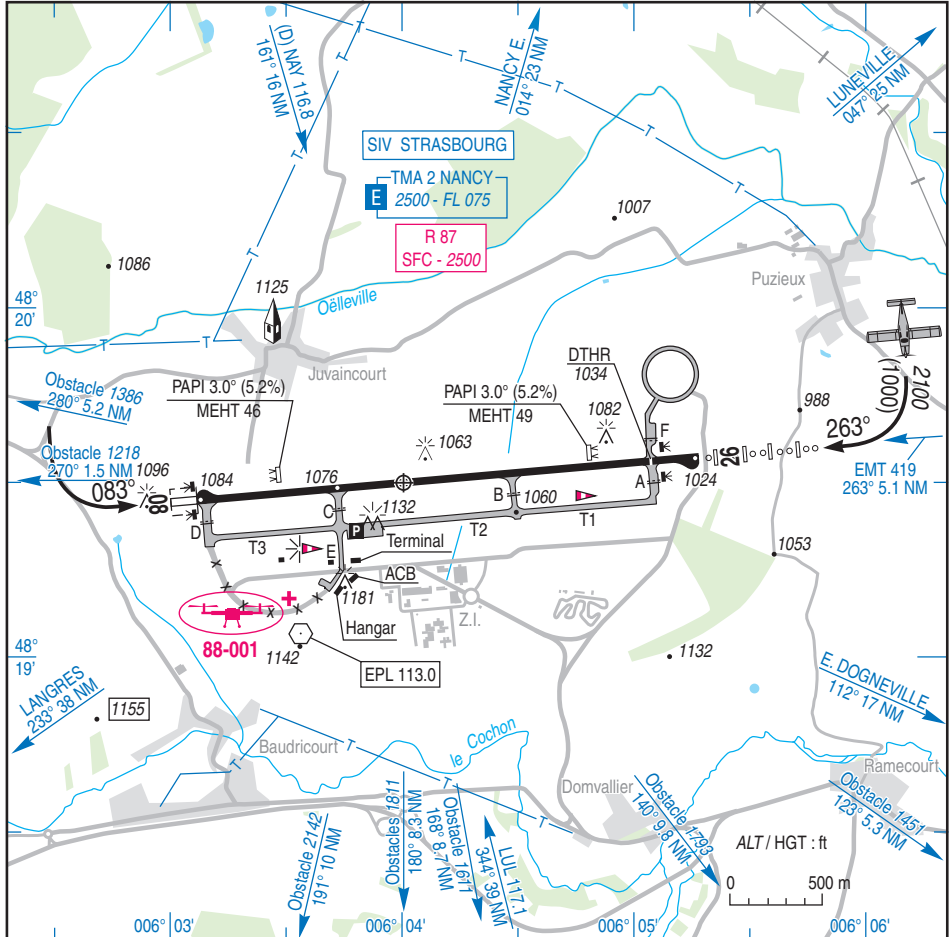 (D) NAY 116.8
161° 16 NM
NANCY E.
014° 23 NM
LUNEVILLE
047° 25 NM
SIV STRASBOURG
TMA 2 NANCY
E
2500 - FL 075
R 87
SFC - 2500
T
T
T
T
T
T
T
T
T
T
T
1007
1086
Puzieux
48°
20'
1125
Oëlleville
Juvaincourt
DTHR
1034
2100
(1000)
Obstacle 1386
280° 5.2 NM
PAPI 3.0° (5.2%)
MEHT 46
PAPI 3.0° (5.2%)
MEHT 49
1082
988
1063
F
263°
Obstacle 1218
270° 1.5 NM
1096
083°
08
1084
1076
26
1024
EMT 419
263° 5.1 NM
A
B
1060
C
1132
P
D
T3
T2
T1
Terminal
E
1053
ACB
1181
Z.I.
Hangar
88-001
1142
EPL 113.0
1132
48°
19'
LANGRES
233° 38 NM
1155
E. DOGNEVILLE
112° 17 NM
Baudricourt
le Cochon
Domvallier
Ramecourt
Obstacle 2142
191° 10 NM
Obstacles 1811
180° 8.3 NM
Obstacle 1611
168° 8.7 NM
LUL 117.1
344° 39 NM
Obstacle 1793
140° 9.8 NM
Obstacle 1451
123° 5.3 NM
ALT / HGT : ft
0 500 m
006° 03'
006° 04'
006° 05'
006° 06'